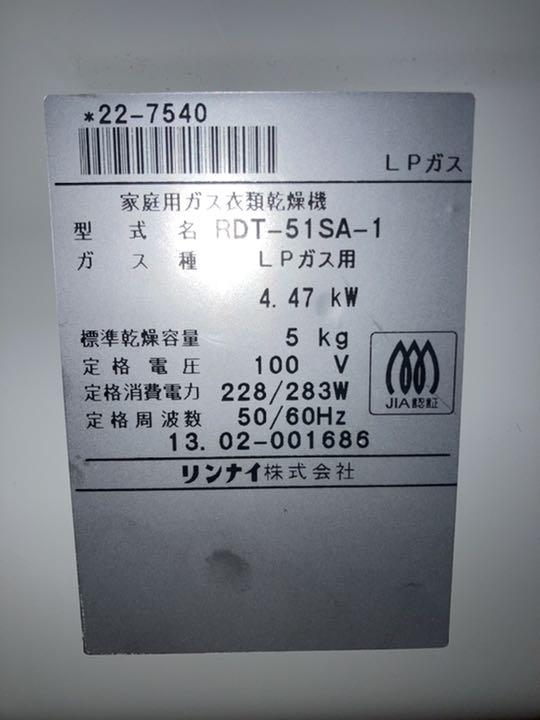 *22-7540
LPガス
家庭用ガス衣類乾燥機
型式名 RDT-51SA-1
ガス種 LPガス用
4.47 kW
標準乾燥容量 5 kg
定格電圧 100 V
定格消費電力 228/283W
定格周波数 50/60Hz
JIA認証
13.02-001686
リンナイ株式会社